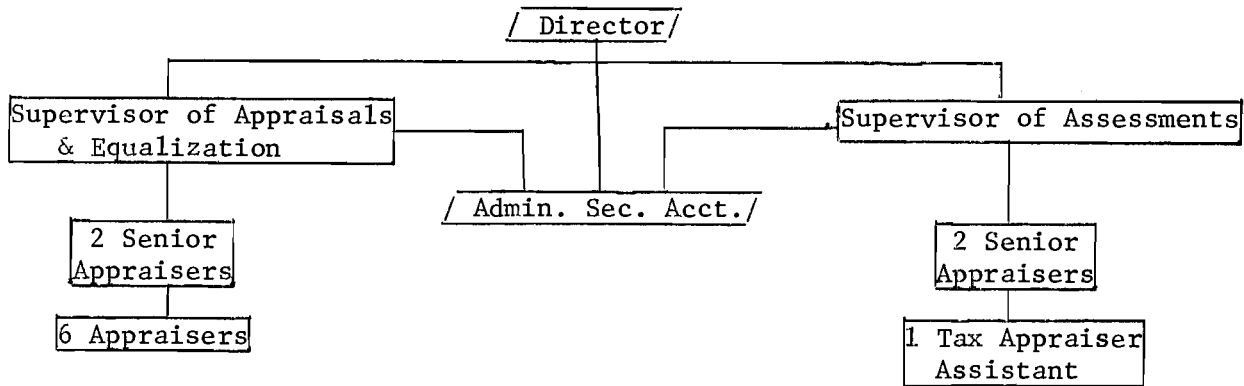 / Director/
Supervisor of Appraisals
& Equalization
Supervisor of Assessments
/ Admin. Sec. Acct./
2 Senior
Appraisers
2 Senior
Appraisers
6 Appraisers
1 Tax Appraiser
Assistant